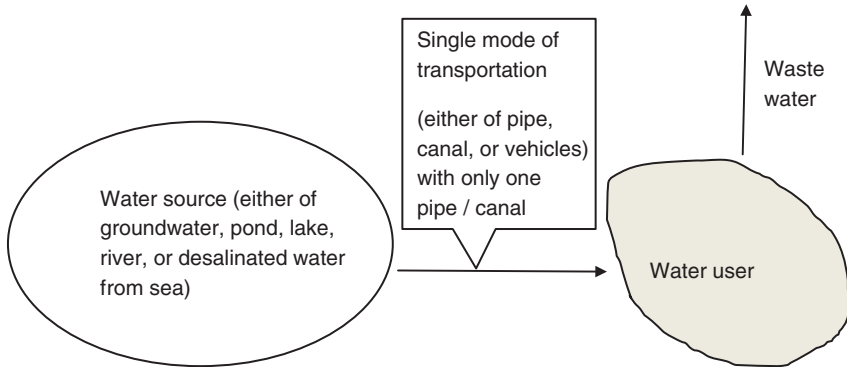 Single mode of
transportation
(either of pipe,
canal, or vehicles)
with only one
pipe / canal
Waste
water
Water source (either of
groundwater, pond, lake,
river, or desalinated water
from sea)
Water user